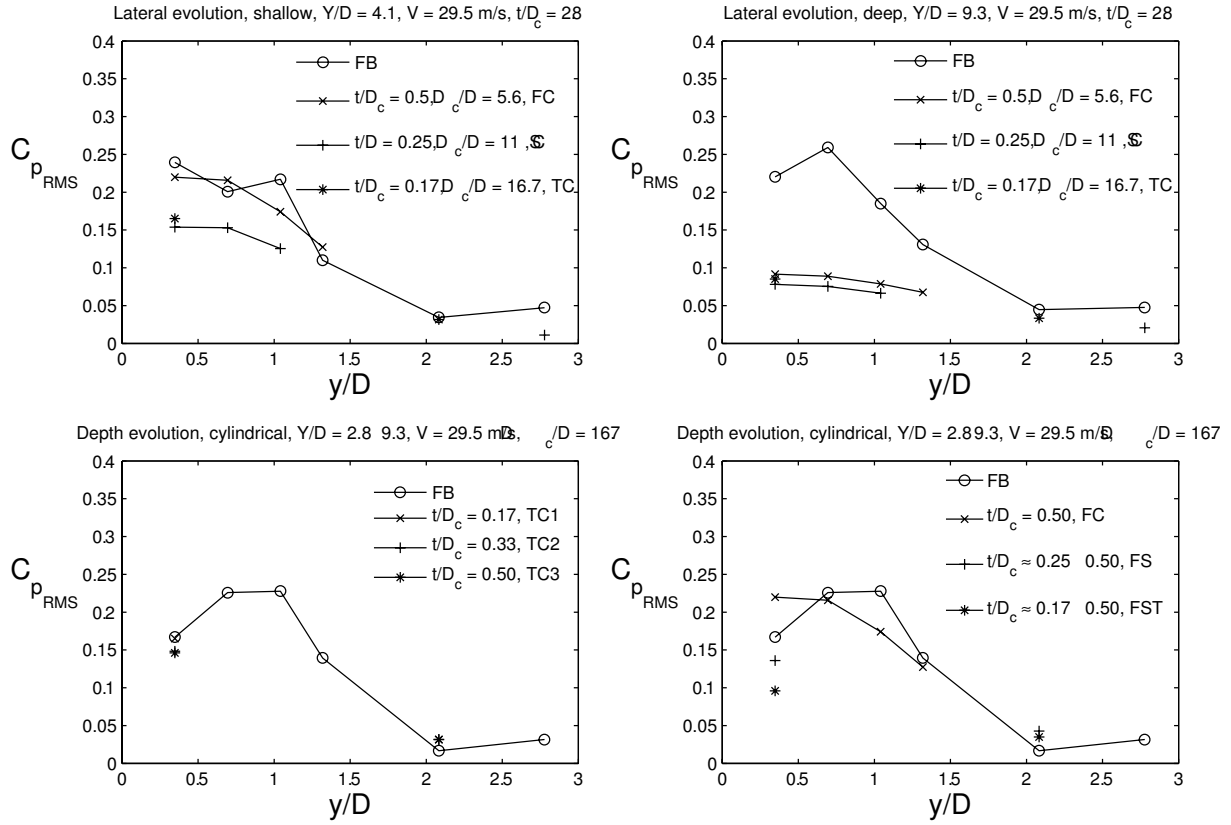 Lateral evolution, shallow, Y/D = 4.1, V = 29.5 m/s, t/D_c = 28
0.4
0.35
0.3
0.25
0.2
0.15
0.1
0.05
0
C_pRMS
FB
t/D_c = 0.5, D_c/D = 5.6, FC
t/D = 0.25, D_c/D = 11, SC
t/D_c = 0.17, D_c/D = 16.7, TC
0 0.5 1 1.5 2 2.5 3
y/D
Lateral evolution, deep, Y/D = 9.3, V = 29.5 m/s, t/D_c = 28
0.4
0.35
0.3
0.25
0.2
0.15
0.1
0.05
0
C_pRMS
FB
t/D_c = 0.5, D_c/D = 5.6, FC
t/D = 0.25, D_c/D = 11, SC
t/D_c = 0.17, D_c/D = 16.7, TC
0 0.5 1 1.5 2 2.5 3
y/D
Depth evolution, cylindrical, Y/D = 2.8 9.3, V = 29.5 m/s, D_c/D = 167
0.4
0.35
0.3
0.25
0.2
0.15
0.1
0.05
0
C_pRMS
FB
t/D_c = 0.17, TC1
t/D_c = 0.33, TC2
t/D_c = 0.50, TC3
0 0.5 1 1.5 2 2.5 3
y/D
Depth evolution, cylindrical, Y/D = 2.8 9.3, V = 29.5 m/s, D_c/D = 167
0.4
0.35
0.3
0.25
0.2
0.15
0.1
0.05
0
C_pRMS
FB
t/D_c = 0.50, FC
t/D_c ≈ 0.25 0.50, FS
t/D_c ≈ 0.17 0.50, FST
0 0.5 1 1.5 2 2.5 3
y/D